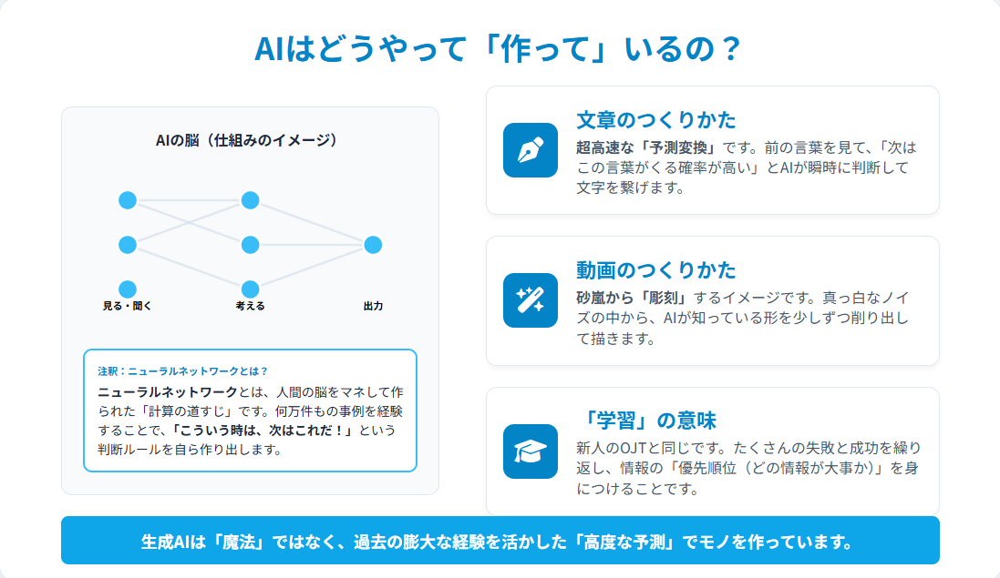 AIはどうやって「作って」いるの？
AIの脳（仕組みのイメージ）
見る・聞く
考える
出力
注釈：ニューラルネットワークとは？
ニューラルネットワークとは、人間の脳をマネして作
られた「計算の道すじ」です。何万件もの事例を経験
することで、「こういう時は、次はこれだ！」という
判断ルールを自ら作り出します。
文章のつくりかた
超高速な「予測変換」です。前の言葉を見て、「次は
この言葉がくる確率が高い」とAIが瞬時に判断して
文字を繋げます。
動画のつくりかた
砂嵐から「彫刻」するイメージです。真っ白なノイ
ズの中から、AIが知っている形を少しずつ削り出し
て描きます。
「学習」の意味
新人のOJTと同じです。たくさんの失敗と成功を繰り
返し、情報の「優先順位（どの情報が大事か）」を身
につけることです。
生成AIは「魔法」ではなく、過去の膨大な経験を活かした「高度な予測」でモノを作っています。